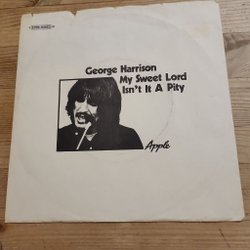 George Harrison
My Sweet Lord
Isn't It A Pity
Apple